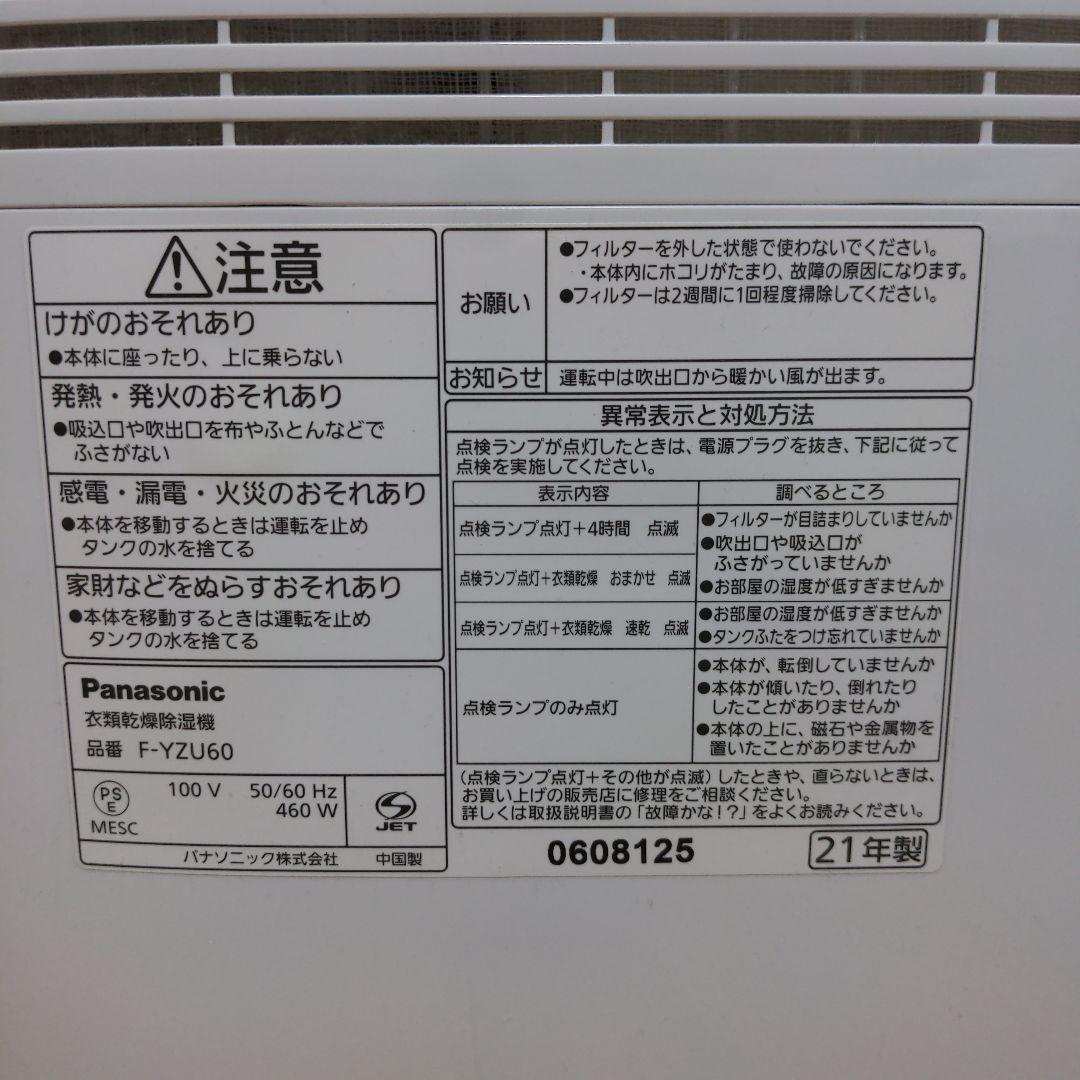 注意
けがのおそれあり
●本体に座ったり、上に乗らない
発熱・発火のおそれあり
●吸込口や吹出口を布やふとんなどで
ふさがない
感電・漏電・火災のおそれあり
●本体を移動するときは運転を止め
タンクの水を捨てる
家財などをぬらすおそれあり
●本体を移動するときは運転を止め
タンクの水を捨てる
Panasonic
衣類乾燥除湿機
品番 F-YZU60
PS
E
MESC
100 V 50/60 Hz
460 W
JET
パナソニック株式会社 中国製
お願い
●フィルターを外した状態で使わないでください。
・本体内にホコリがたまり、故障の原因になります。
●フィルターは2週間に1回程度掃除してください。
お知らせ
運転中は吹出口から暖かい風が出ます。
異常表示と対処方法
点検ランプが点灯したときは、電源プラグを抜き、下記に従って
点検を実施してください。
表示内容 調べるところ
点検ランプ点灯+4時間 点滅
点検ランプ点灯+衣類乾燥 おまかせ 点滅
●フィルターが目詰まりしていませんか
●吹出口や吸込口が
ふさがっていませんか
●お部屋の湿度が低すぎませんか
点検ランプ点灯+衣類乾燥 速乾 点滅
●お部屋の湿度が低すぎませんか
●タンクふたをつけ忘れていませんか
点検ランプのみ点灯
●本体が、転倒していませんか
●本体が傾いたり、倒れたり
したことがありませんか
●本体の上に、磁石や金属物を
置いたことがありませんか
(点検ランプ点灯+その他が点滅)したときや、直らないときは、
お買い上げの販売店に修理をご相談ください。
詳しくは取扱説明書の「故障かな!?」をよくお読みください。
0608125
21年製